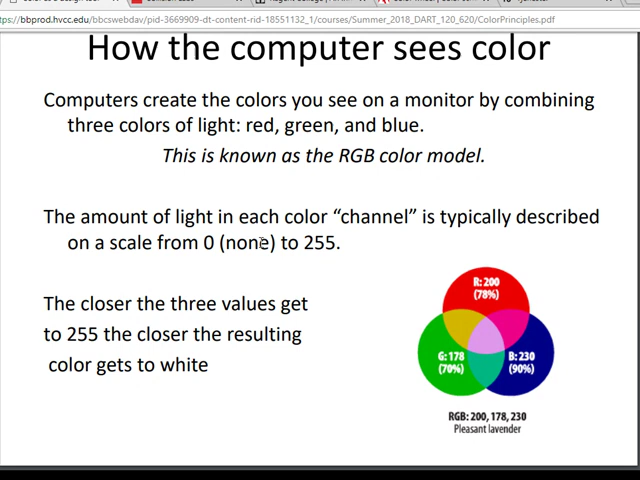 https://bbprod.hvcc.edu/bbcswebdav/pid-3669909-dt-content-rid-18551132_1/courses/Summer_2018_DART_120_620/ColorPrinciples.pdf
How the computer sees color
Computers create the colors you see on a monitor by combining
three colors of light: red, green, and blue.
This is known as the RGB color model.
The amount of light in each color “channel” is typically described
on a scale from 0 (none) to 255.
The closer the three values get
to 255 the closer the resulting
color gets to white
R: 200
(78%)
G: 178
(70%)
B: 230
(90%)
RGB: 200, 178, 230
Pleasant lavender